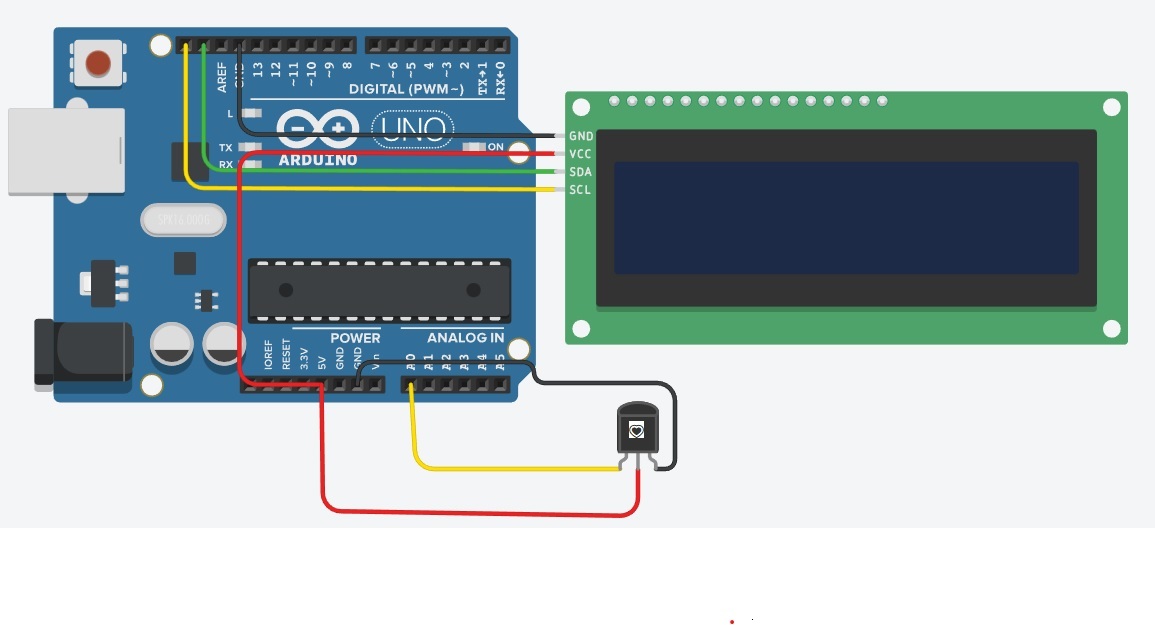 AREF
GND
13
12
~11
~10
~9
8
7
~6
~5
4
~3
2
TX→1
RX←0
DIGITAL (PWM~)
L
TX
RX
UNO
ON
ARDUINO
GND
VCC
SDA
SCL
POWER
ANALOG IN
IOREF
RESET
3.3V
5V
GND
GND
Vin
A0
A1
A2
A3
A4
A5